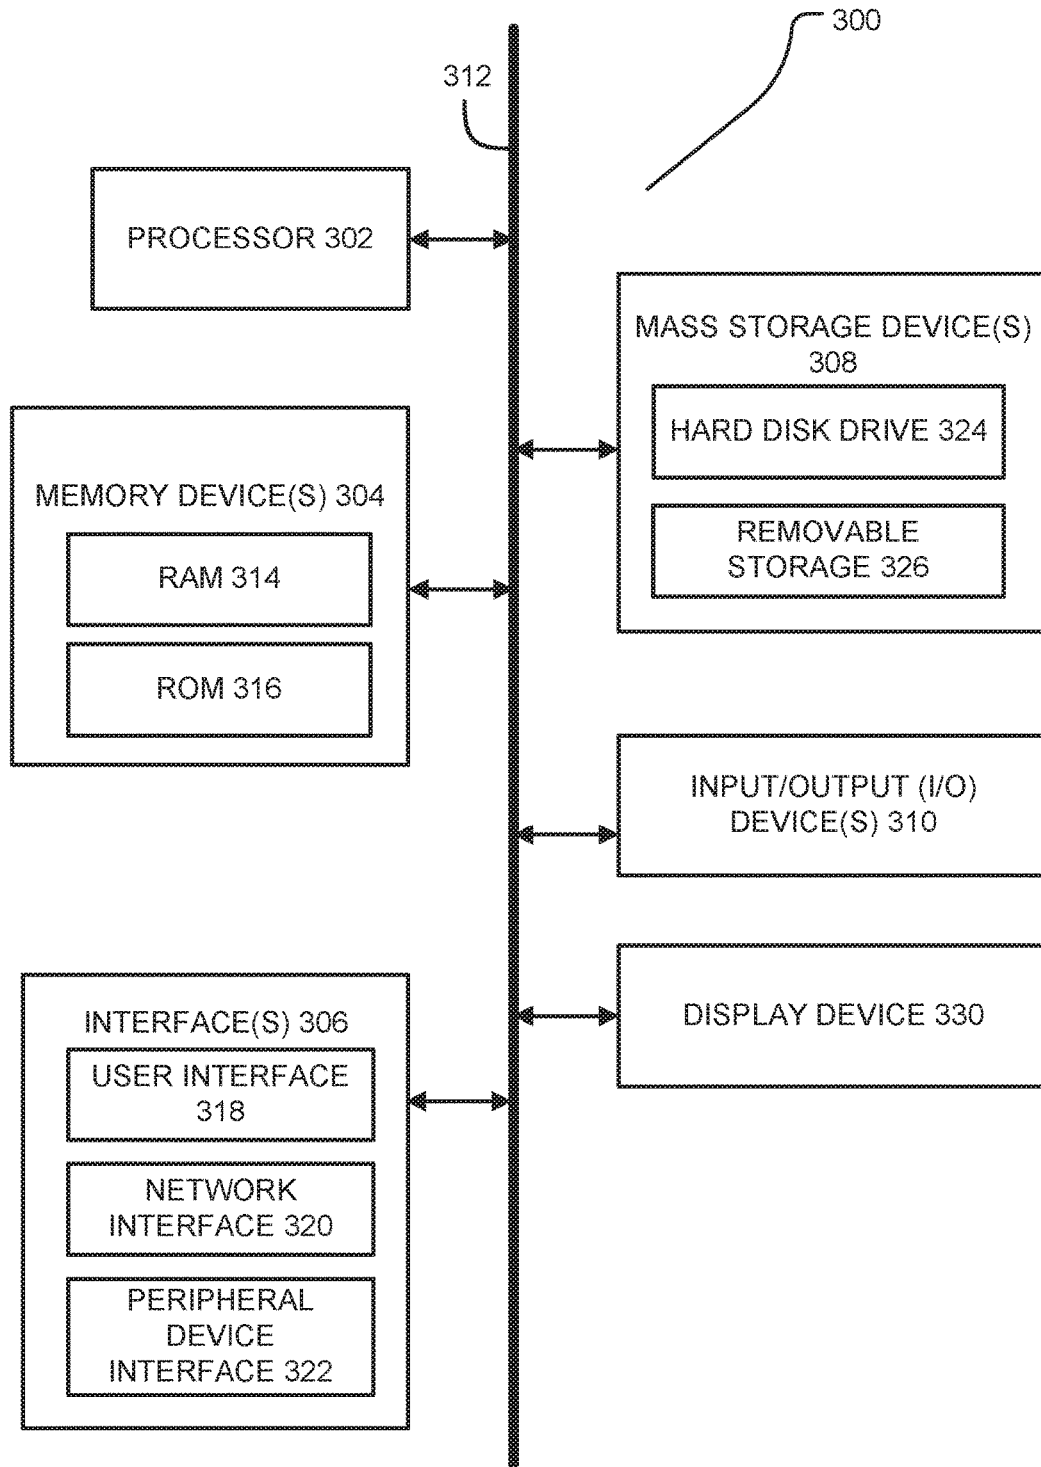 300
312
PROCESSOR 302
MASS STORAGE DEVICE(S)
308
HARD DISK DRIVE 324
REMOVABLE
STORAGE 326
MEMORY DEVICE(S) 304
RAM 314
ROM 316
INPUT/OUTPUT (I/O)
DEVICE(S) 310
DISPLAY DEVICE 330
INTERFACE(S) 306
USER INTERFACE
318
NETWORK
INTERFACE 320
PERIPHERAL
DEVICE
INTERFACE 322